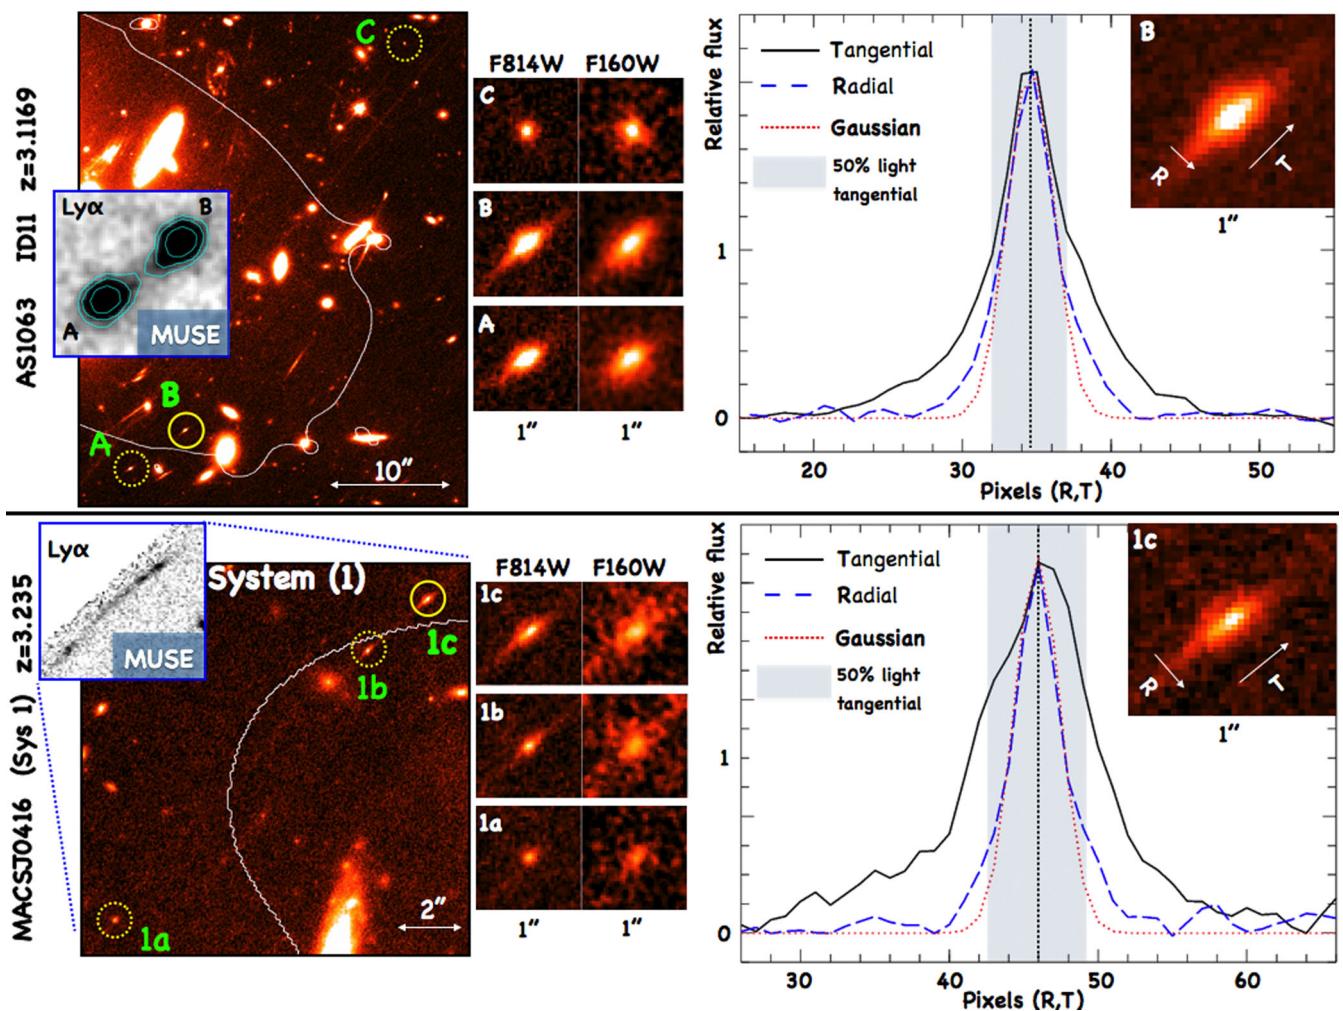 AS1063 ID11 z=3.1169
C
Lyα
B
A
MUSE
B
A
10″
F814W F160W
C
B
A
1″ 1″
Relative flux
Tangential
Radial
Gaussian
50% light
tangential
1
0
20 30 40 50
Pixels (R,T)
B
R
T
1″
MACSJ0416 (Sys 1) z=3.235
Lyα
MUSE
System (1)
1c
1b
1a
2″
F814W F160W
1c
1b
1a
1″ 1″
Relative flux
Tangential
Radial
Gaussian
50% light
tangential
1
0
30 40 50 60
Pixels (R,T)
1c
R
T
1″